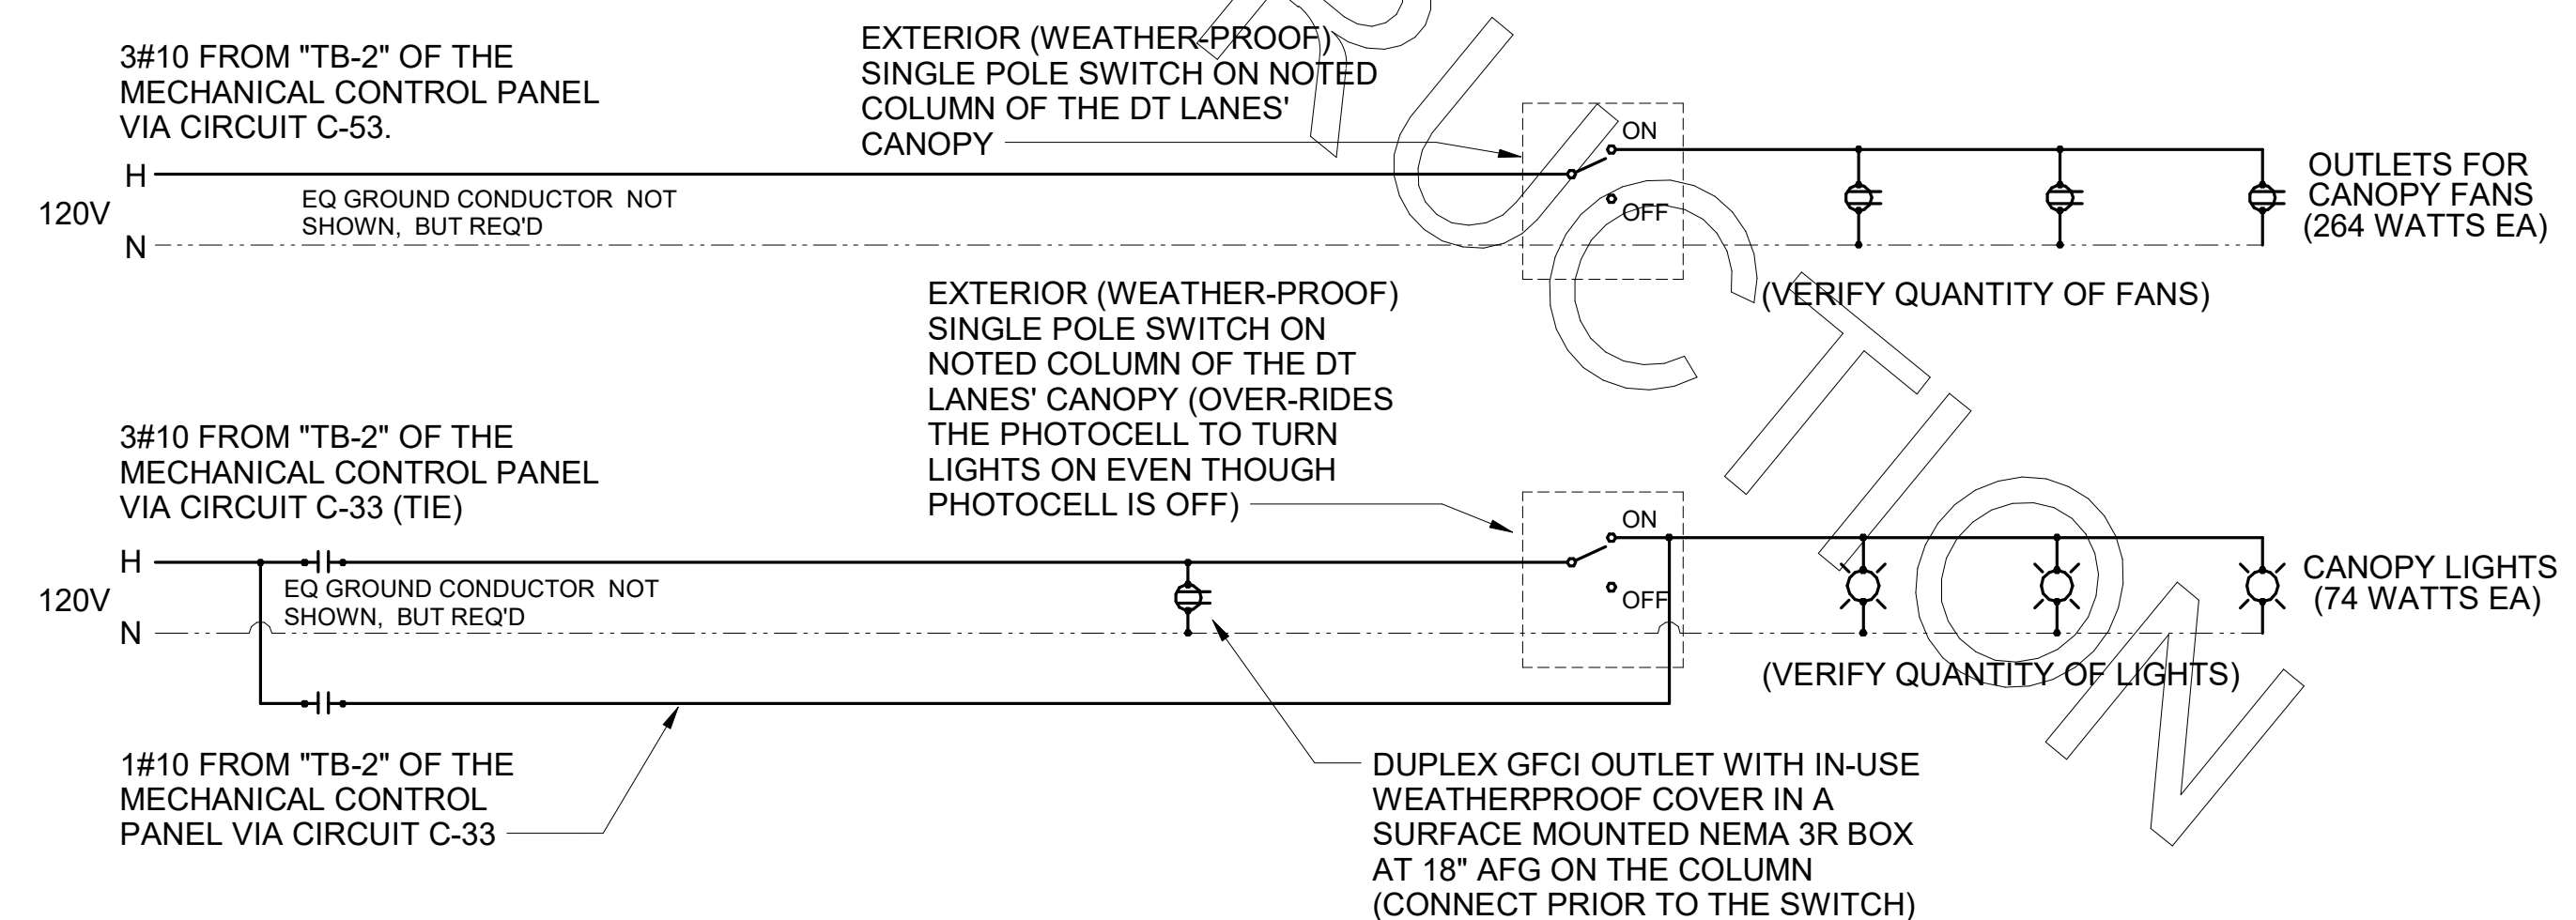 3#10 FROM "TB-2" OF THE
MECHANICAL CONTROL PANEL
VIA CIRCUIT C-53.
EXTERIOR (WEATHER-PROOF)
SINGLE POLE SWITCH ON NOTED
COLUMN OF THE DT LANES'
CANOPY
ON
OFF
H
120V
N
EQ GROUND CONDUCTOR NOT
SHOWN, BUT REQ'D
OUTLETS FOR
CANOPY FANS
(264 WATTS EA)
(VERIFY QUANTITY OF FANS)
EXTERIOR (WEATHER-PROOF)
SINGLE POLE SWITCH ON
NOTED COLUMN OF THE DT
LANES' CANOPY (OVER-RIDES
THE PHOTOCELL TO TURN
LIGHTS ON EVEN THOUGH
PHOTOCELL IS OFF)
3#10 FROM "TB-2" OF THE
MECHANICAL CONTROL PANEL
VIA CIRCUIT C-33 (TIE)
ON
OFF
H
120V
N
EQ GROUND CONDUCTOR NOT
SHOWN, BUT REQ'D
CANOPY LIGHTS
(74 WATTS EA)
(VERIFY QUANTITY OF LIGHTS)
1#10 FROM "TB-2" OF THE
MECHANICAL CONTROL
PANEL VIA CIRCUIT C-33
DUPLEX GFCI OUTLET WITH IN-USE
WEATHERPROOF COVER IN A
SURFACE MOUNTED NEMA 3R BOX
AT 18" AFG ON THE COLUMN
(CONNECT PRIOR TO THE SWITCH)
RUCTION